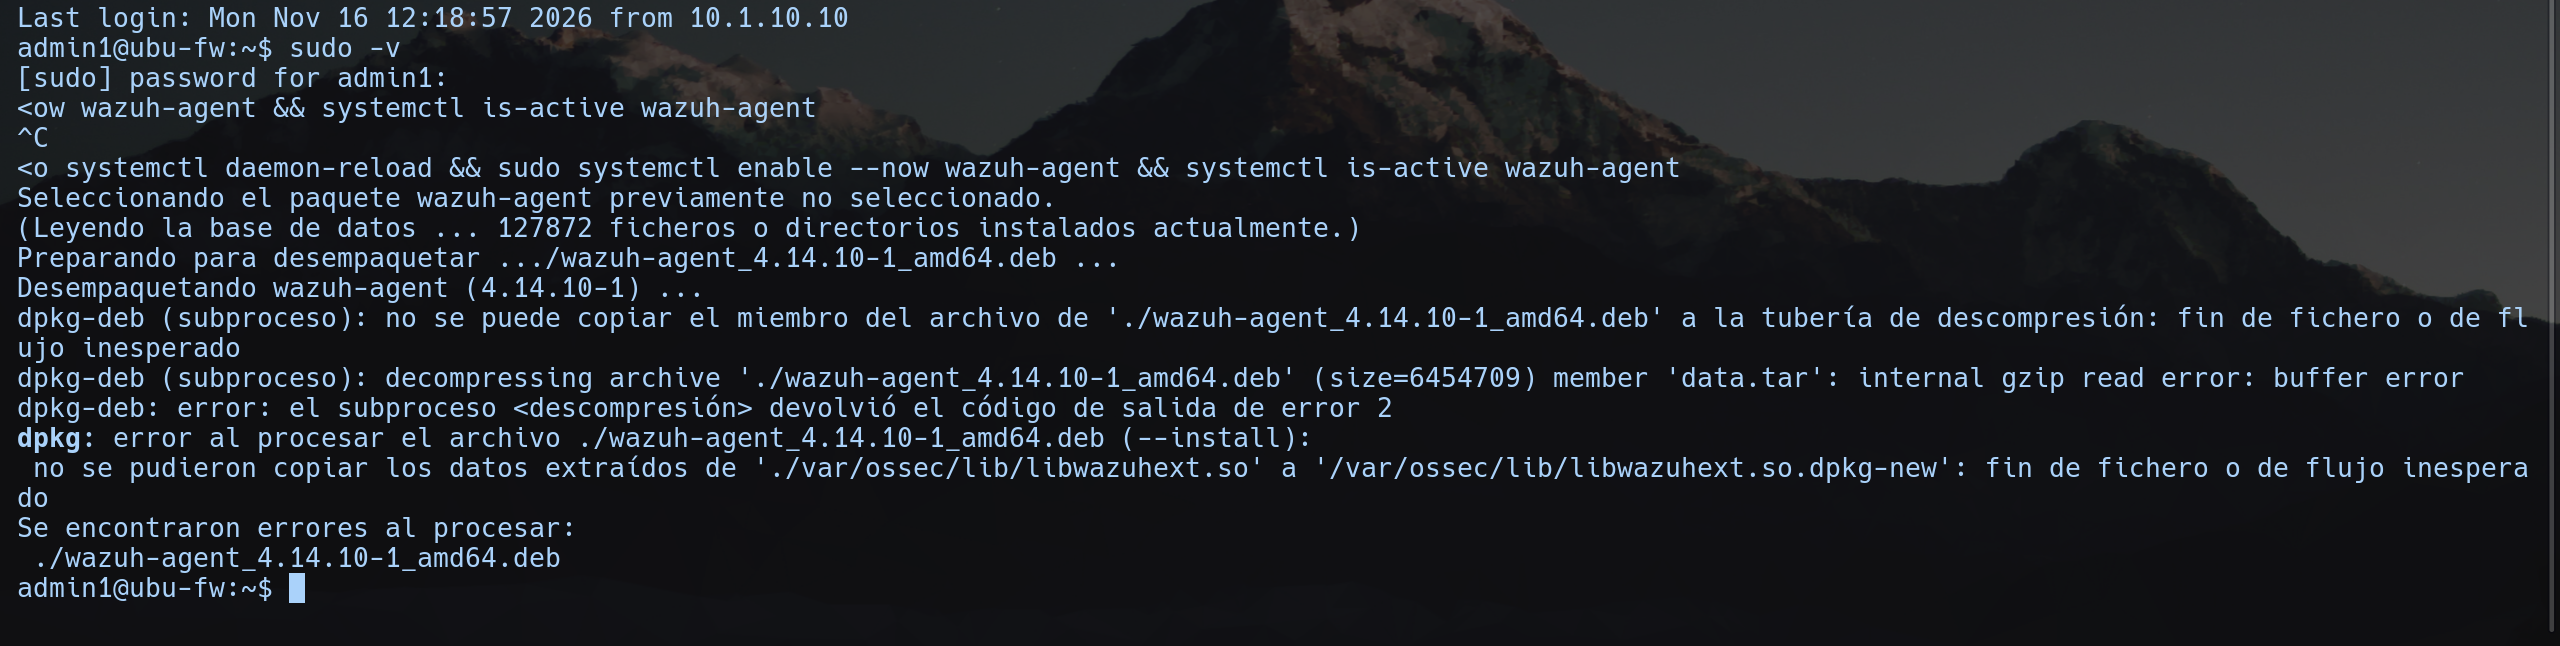 Last login: Mon Nov 16 12:18:57 2026 from 10.1.10.10
admin1@ubu-fw:~$ sudo -v
[sudo] password for admin1:
<ow wazuh-agent && systemctl is-active wazuh-agent
^C
<o systemctl daemon-reload && sudo systemctl enable --now wazuh-agent && systemctl is-active wazuh-agent
Seleccionando el paquete wazuh-agent previamente no seleccionado.
(Leyendo la base de datos ... 127872 ficheros o directorios instalados actualmente.)
Preparando para desempaquetar .../wazuh-agent_4.14.10-1_amd64.deb ...
Desempaquetando wazuh-agent (4.14.10-1) ...
dpkg-deb (subproceso): no se puede copiar el miembro del archivo de './wazuh-agent_4.14.10-1_amd64.deb' a la tubería de descompresión: fin de fichero o de fl
ujo inesperado
dpkg-deb (subproceso): decompressing archive './wazuh-agent_4.14.10-1_amd64.deb' (size=6454709) member 'data.tar': internal gzip read error: buffer error
dpkg-deb: error: el subproceso <descompresión> devolvió el código de salida de error 2
dpkg: error al procesar el archivo ./wazuh-agent_4.14.10-1_amd64.deb (--install):
 no se pudieron copiar los datos extraídos de './var/ossec/lib/libwazuhext.so' a '/var/ossec/lib/libwazuhext.so.dpkg-new': fin de fichero o de flujo inespera
do
Se encontraron errores al procesar:
 ./wazuh-agent_4.14.10-1_amd64.deb
admin1@ubu-fw:~$